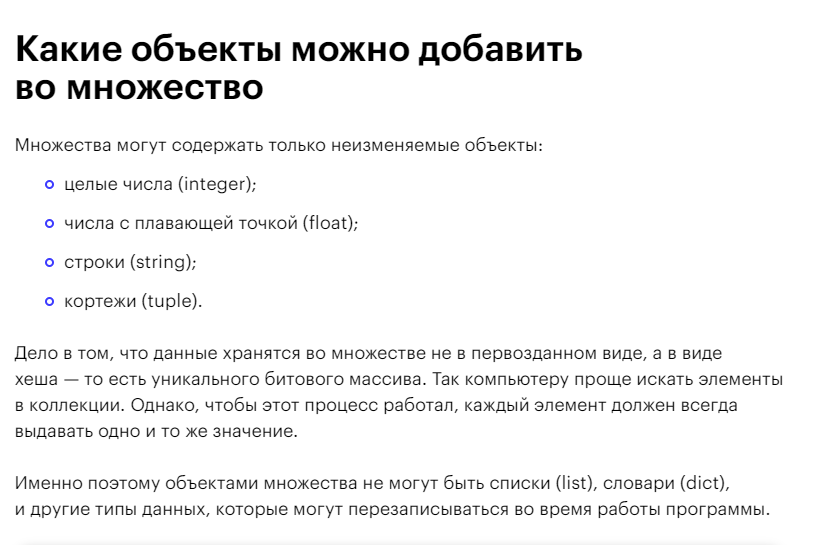 Какие объекты можно добавить
во множество
Множества могут содержать только неизменяемые объекты:
целые числа (integer);
числа с плавающей точкой (float);
строки (string);
кортежи (tuple).
Дело в том, что данные хранятся во множестве не в первозданном виде, а в виде
хеша — то есть уникального битового массива. Так компьютеру проще искать элементы
в коллекции. Однако, чтобы этот процесс работал, каждый элемент должен всегда
выдавать одно и то же значение.
Именно поэтому объектами множества не могут быть списки (list), словари (dict),
и другие типы данных, которые могут перезаписываться во время работы программы.